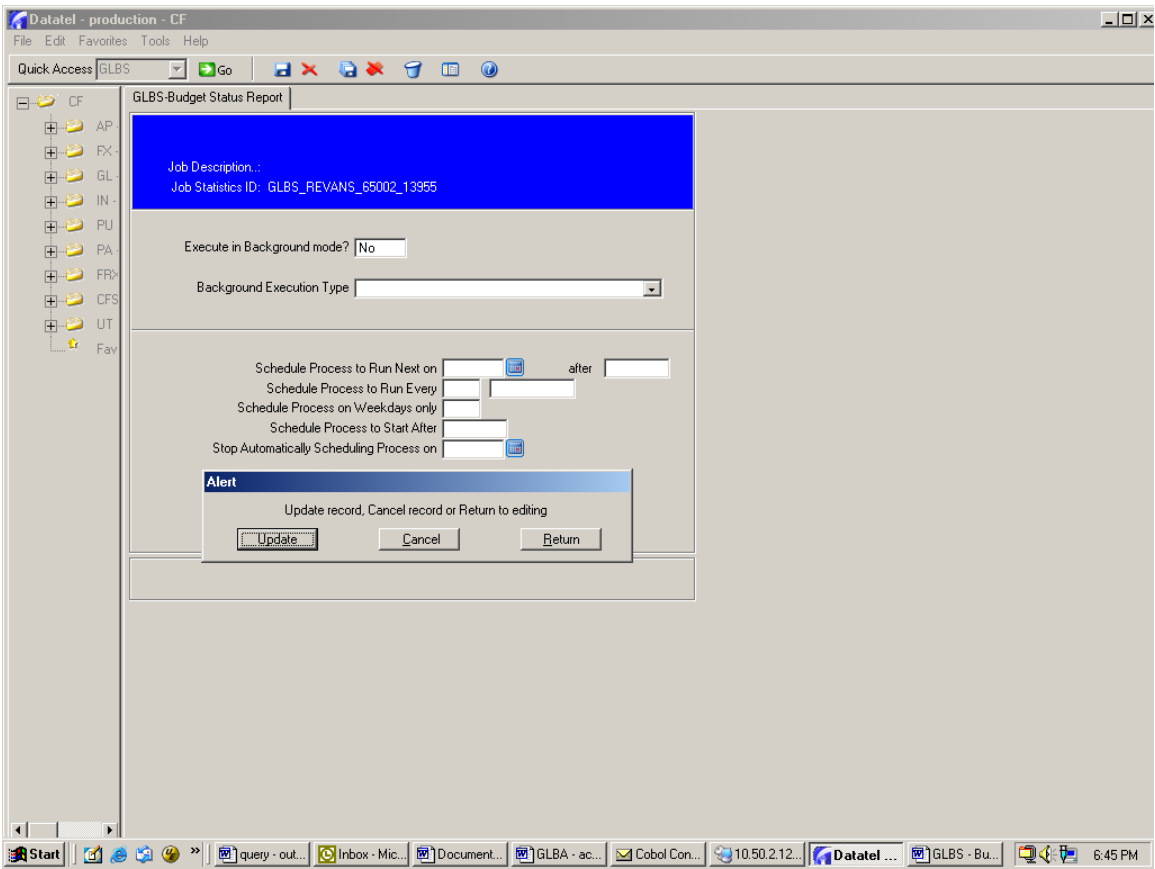 Datatel - production - CF
File Edit Favorites Tools Help
Quick Access GLBS Go
CF
AP -
FX -
GL -
IN -
PU
PA -
FRX
CFS
UT
Fav
GLBS-Budget Status Report
Job Description..:
Job Statistics ID: GLBS_REVANS_65002_13955
Execute in Background mode? No
Background Execution Type
Schedule Process to Run Next on after
Schedule Process to Run Every
Schedule Process on Weekdays only
Schedule Process to Start After
Stop Automatically Scheduling Process on
Alert
Update record, Cancel record or Return to editing
Update Cancel Return
Start » query - out... Inbox - Mic... Document... GLBA - ac... Cobol Con... 10.50.2.12... Datatel ... GLBS - Bu... 6:45 PM